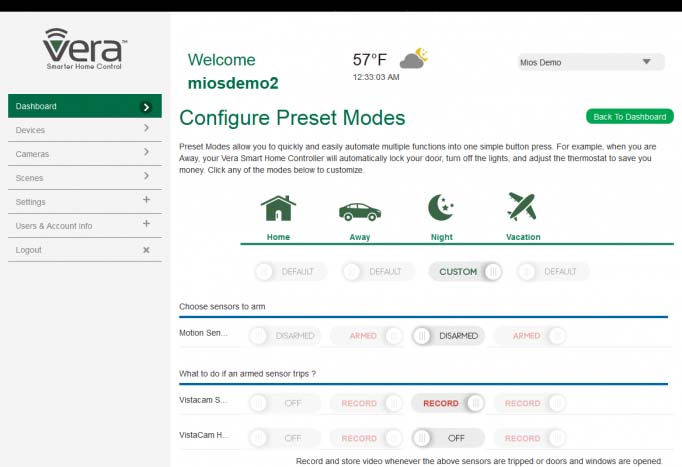 Vera™
Smarter Home Control
Welcome
miosdemo2
57°F
12:33:03 AM
Mios Demo
Dashboard
Devices
Cameras
Scenes
Settings
Users & Account Info
Logout
Configure Preset Modes
Back To Dashboard
Preset Modes allow you to quickly and easily automate multiple functions into one simple button press. For example, when you are
Away, your Vera Smart Home Controller will automatically lock your door, turn off the lights, and adjust the thermostat to save you
money. Click any of the modes below to customize.
Home Away Night Vacation
DEFAULT DEFAULT CUSTOM DEFAULT
Choose sensors to arm
Motion Sen... DISARMED ARMED DISARMED ARMED
What to do if an armed sensor trips ?
Vistacam S... OFF RECORD RECORD RECORD
VistaCam H... OFF RECORD OFF RECORD
Record and store video whenever the above sensors are tripped or doors and windows are opened.